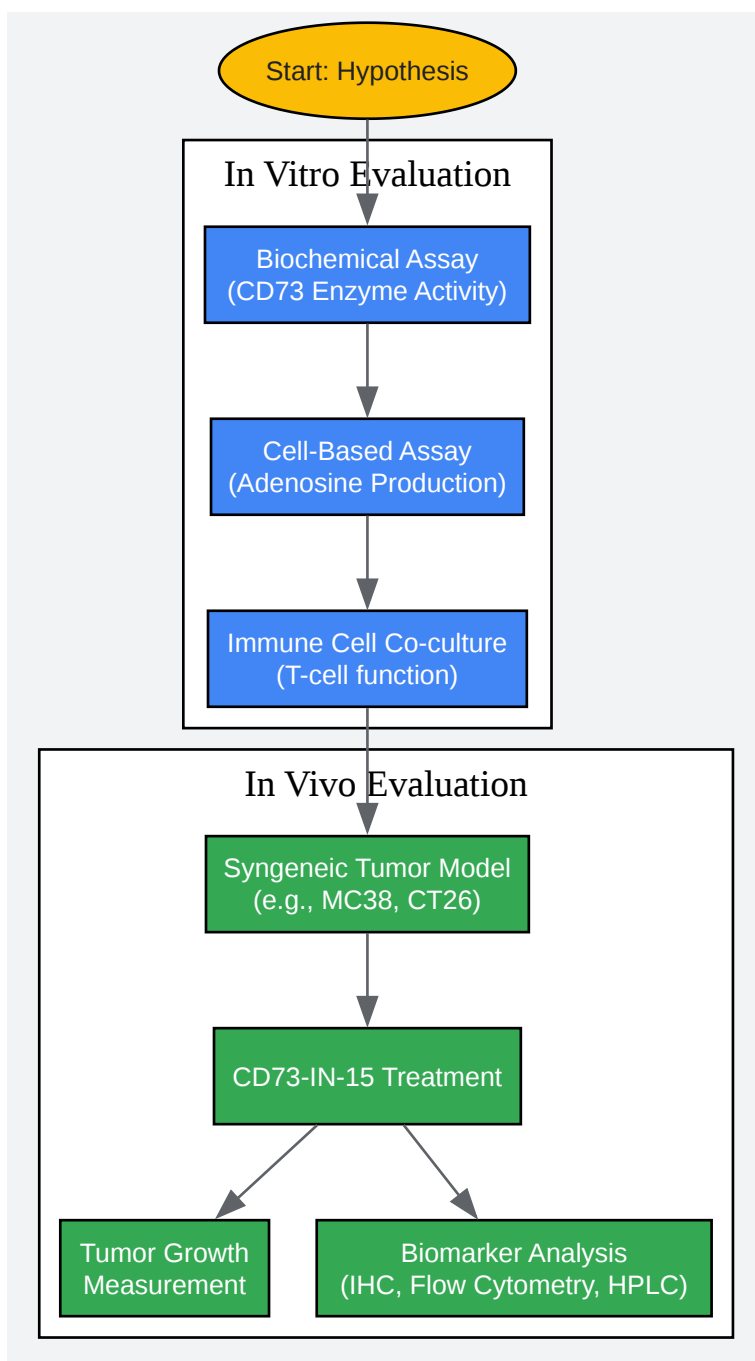 Start: Hypothesis
In Vitro Evaluation
Biochemical Assay
(CD73 Enzyme Activity)
Cell-Based Assay
(Adenosine Production)
Immune Cell Co-culture
(T-cell function)
In Vivo Evaluation
Syngeneic Tumor Model
(e.g., MC38, CT26)
CD73-IN-15 Treatment
Tumor Growth
Measurement
Biomarker Analysis
(IHC, Flow Cytometry, HPLC)